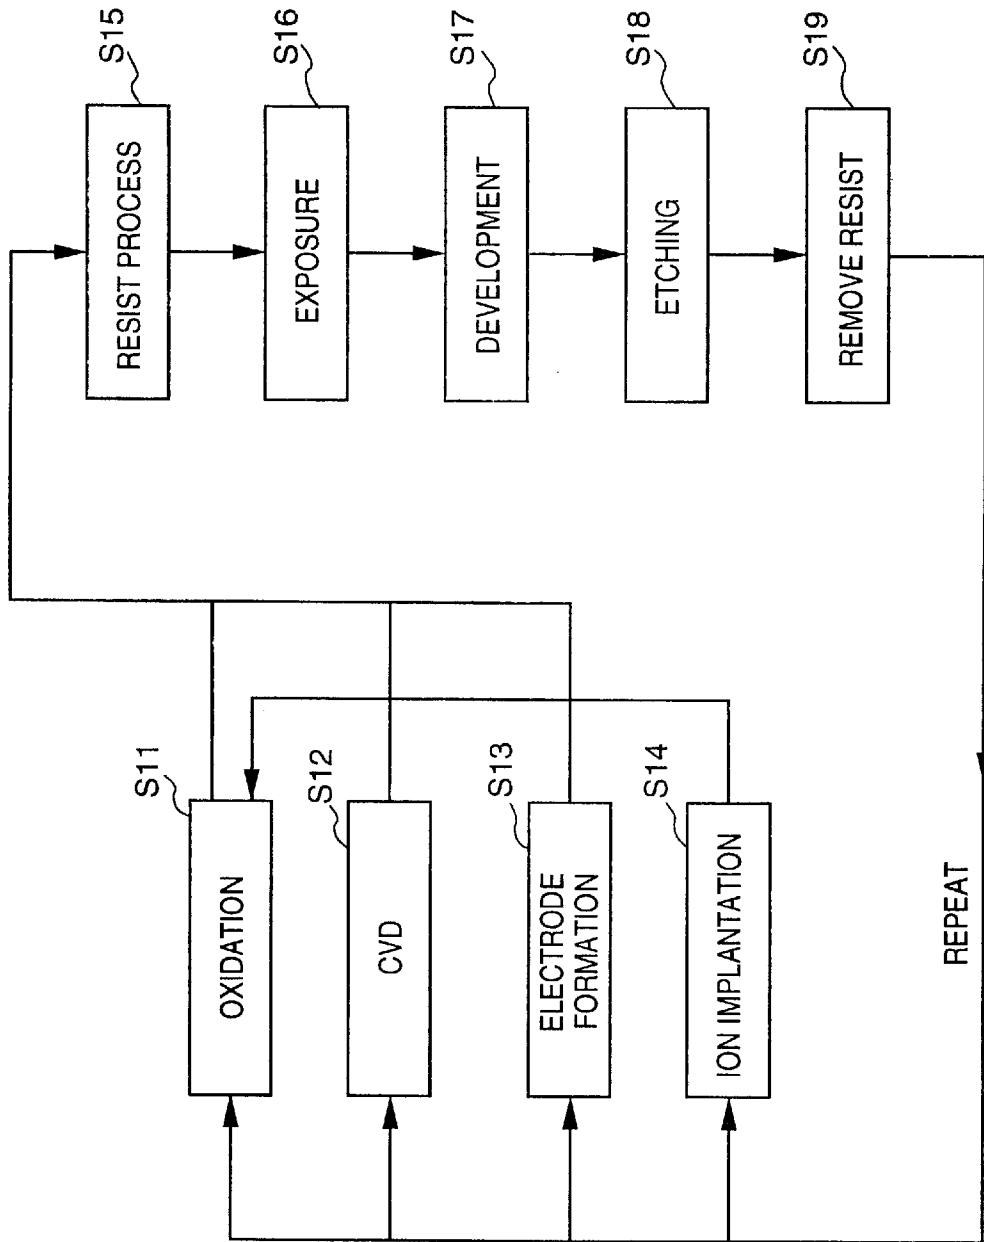 S11
OXIDATION
S12
CVD
S13
ELECTRODE
FORMATION
S14
ION IMPLANTATION
S15
RESIST PROCESS
S16
EXPOSURE
S17
DEVELOPMENT
S18
ETCHING
S19
REMOVE RESIST
REPEAT